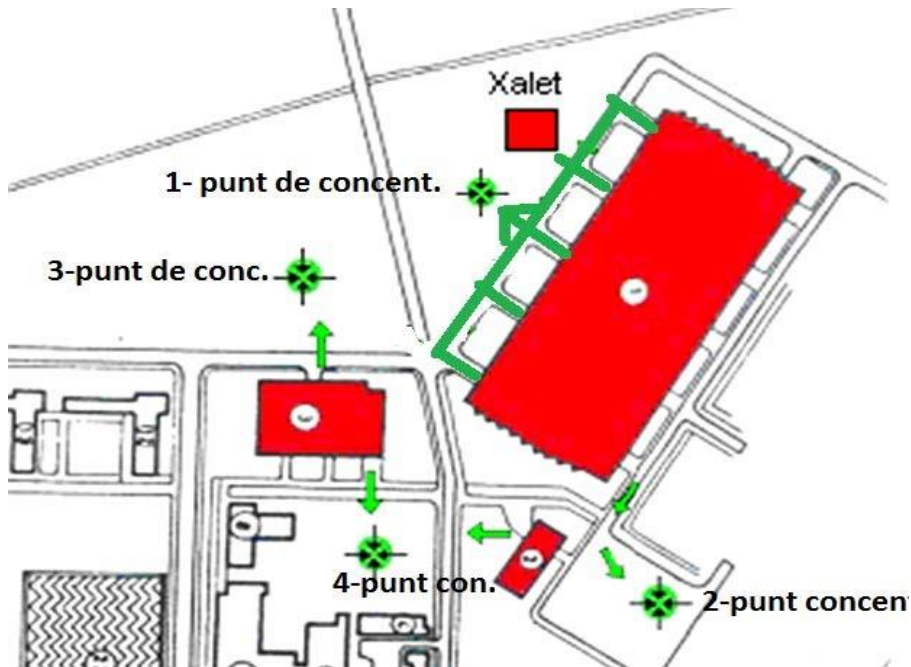 Xalet
1- punt de concent.
3-punt de conc.
4-punt con.
2-punt concent